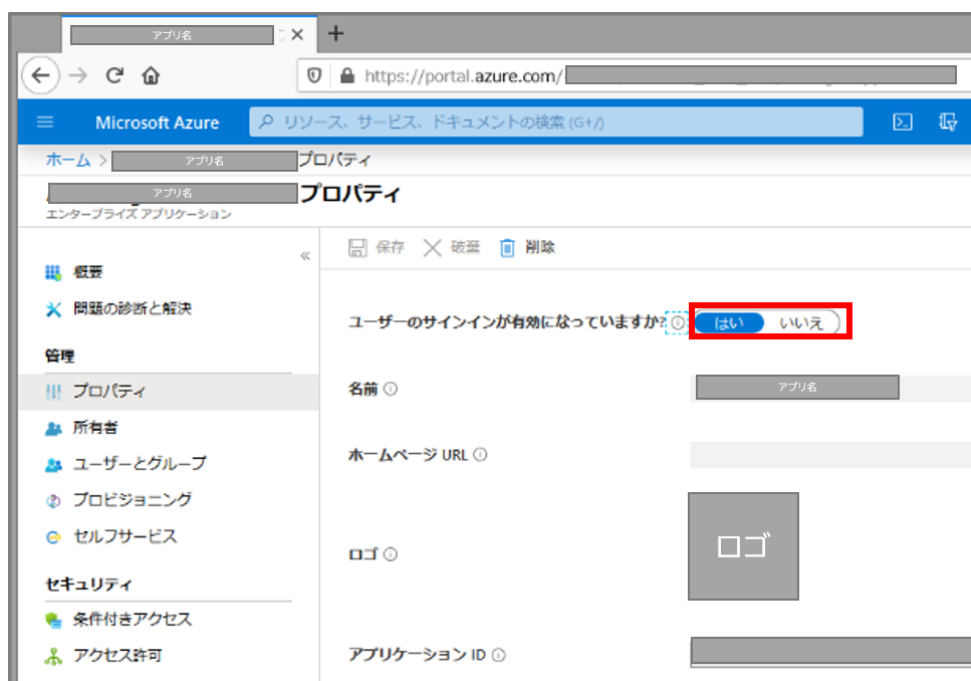 アプリ名
https://portal.azure.com/
Microsoft Azure
リソース、サービス、ドキュメントの検索 (G+/)
ホーム > アプリ名 プロパティ
アプリ名 プロパティ
エンタープライズ アプリケーション
«
保存 破棄 削除
概要
問題の診断と解決
ユーザーのサインインが有効になっていますか? はい いいえ
管理
プロパティ
名前 アプリ名
所有者
ホームページ URL
ユーザーとグループ
プロビジョニング
セルフサービス
ロゴ ロゴ
セキュリティ
条件付きアクセス
アクセス許可
アプリケーション ID